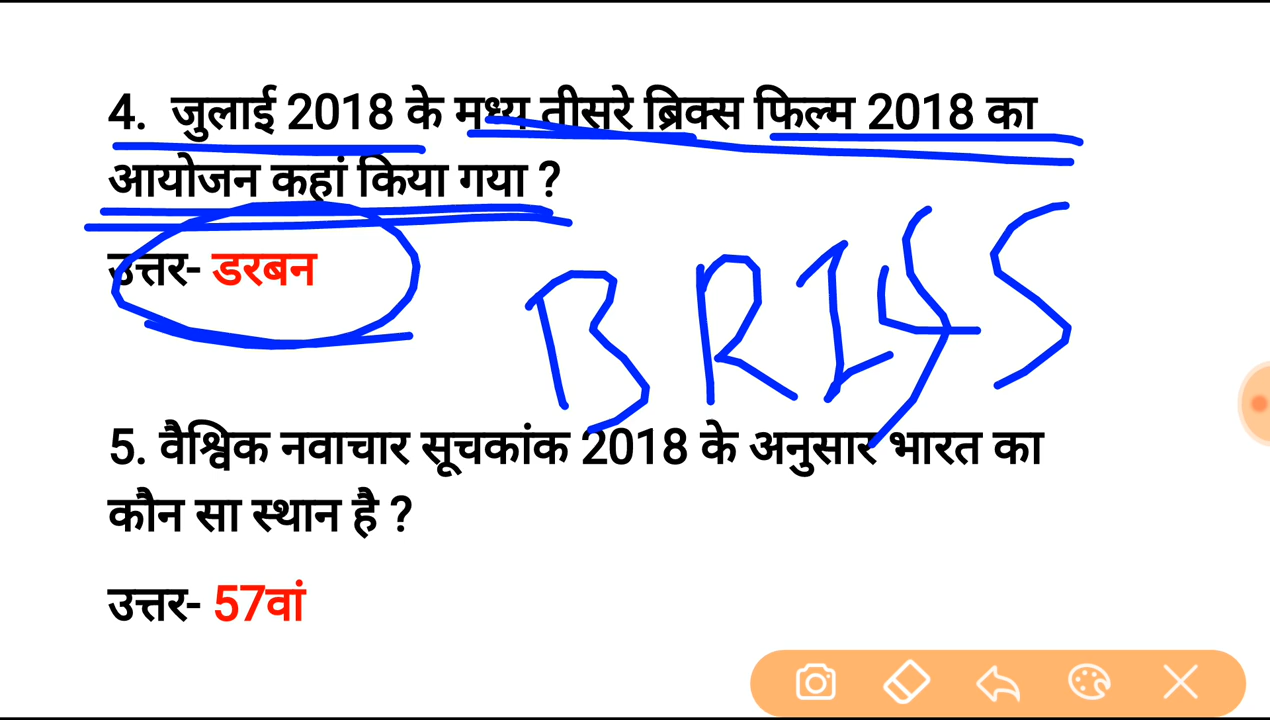 4. जुलाई 2018 के मध्य तीसरे ब्रिक्स फिल्म 2018 का
आयोजन कहां किया गया ?
उत्तर- डरबन
BRICS
5. वैश्विक नवाचार सूचकांक 2018 के अनुसार भारत का
कौन सा स्थान है ?
उत्तर- 57वां